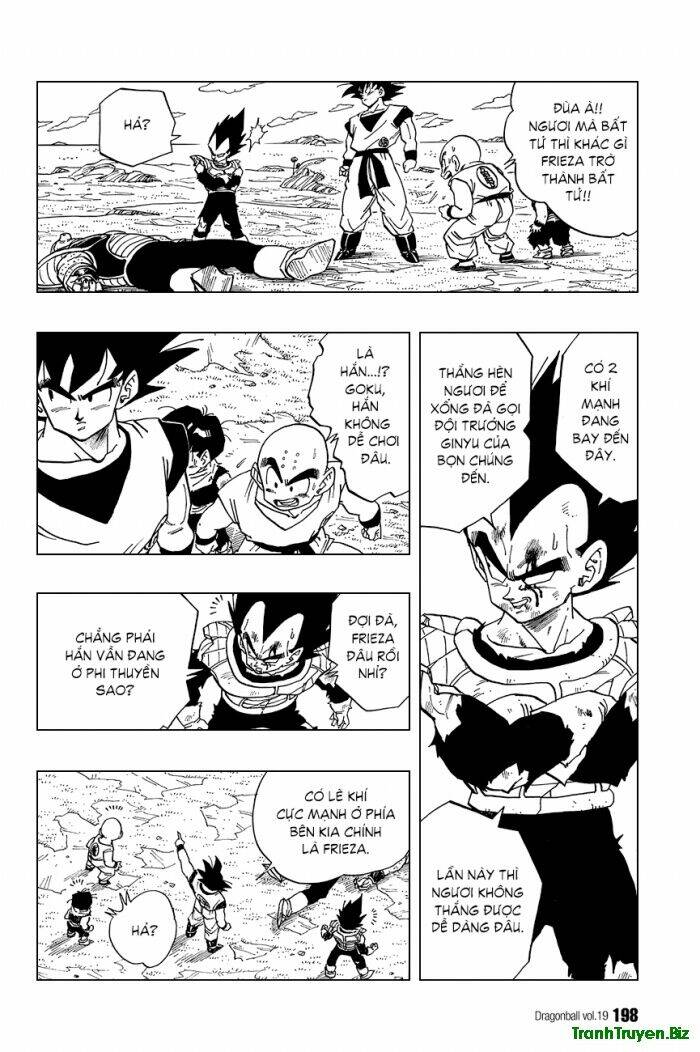 HẢ?
ĐÙA À!!
NGƯƠI MÀ BẤT
TỬ THÌ KHÁC GÌ
FRIEZA TRỞ
THÀNH BẤT
TỬ!!
LÀ
HẮN...!?
GOKU,
HẮN
KHÔNG
DỄ CHƠI
ĐÂU.
CÓ 2
KHÍ
MẠNH
ĐANG
BAY ĐẾN
ĐÂY.
THẰNG HÈN
NGƯƠI ĐỂ
XỔNG ĐÃ GỌI
ĐỘI TRƯỞNG
GINYU CỦA
BỌN CHÚNG
ĐẾN.
LẦN NÀY THÌ
NGƯƠI KHÔNG
THẮNG ĐƯỢC
DỄ DÀNG ĐÂU.
ĐỢI ĐÃ,
FRIEZA
ĐÂU RỒI
NHỈ?
CHẲNG PHẢI
HẮN VẪN ĐANG
Ở PHI THUYỀN
SAO?
CÓ LẼ KHÍ
CỰC MẠNH Ở PHÍA
BÊN KIA CHÍNH
LÀ FRIEZA.
HẢ?
Dragonball vol.19 198
TranhTruyen.Biz